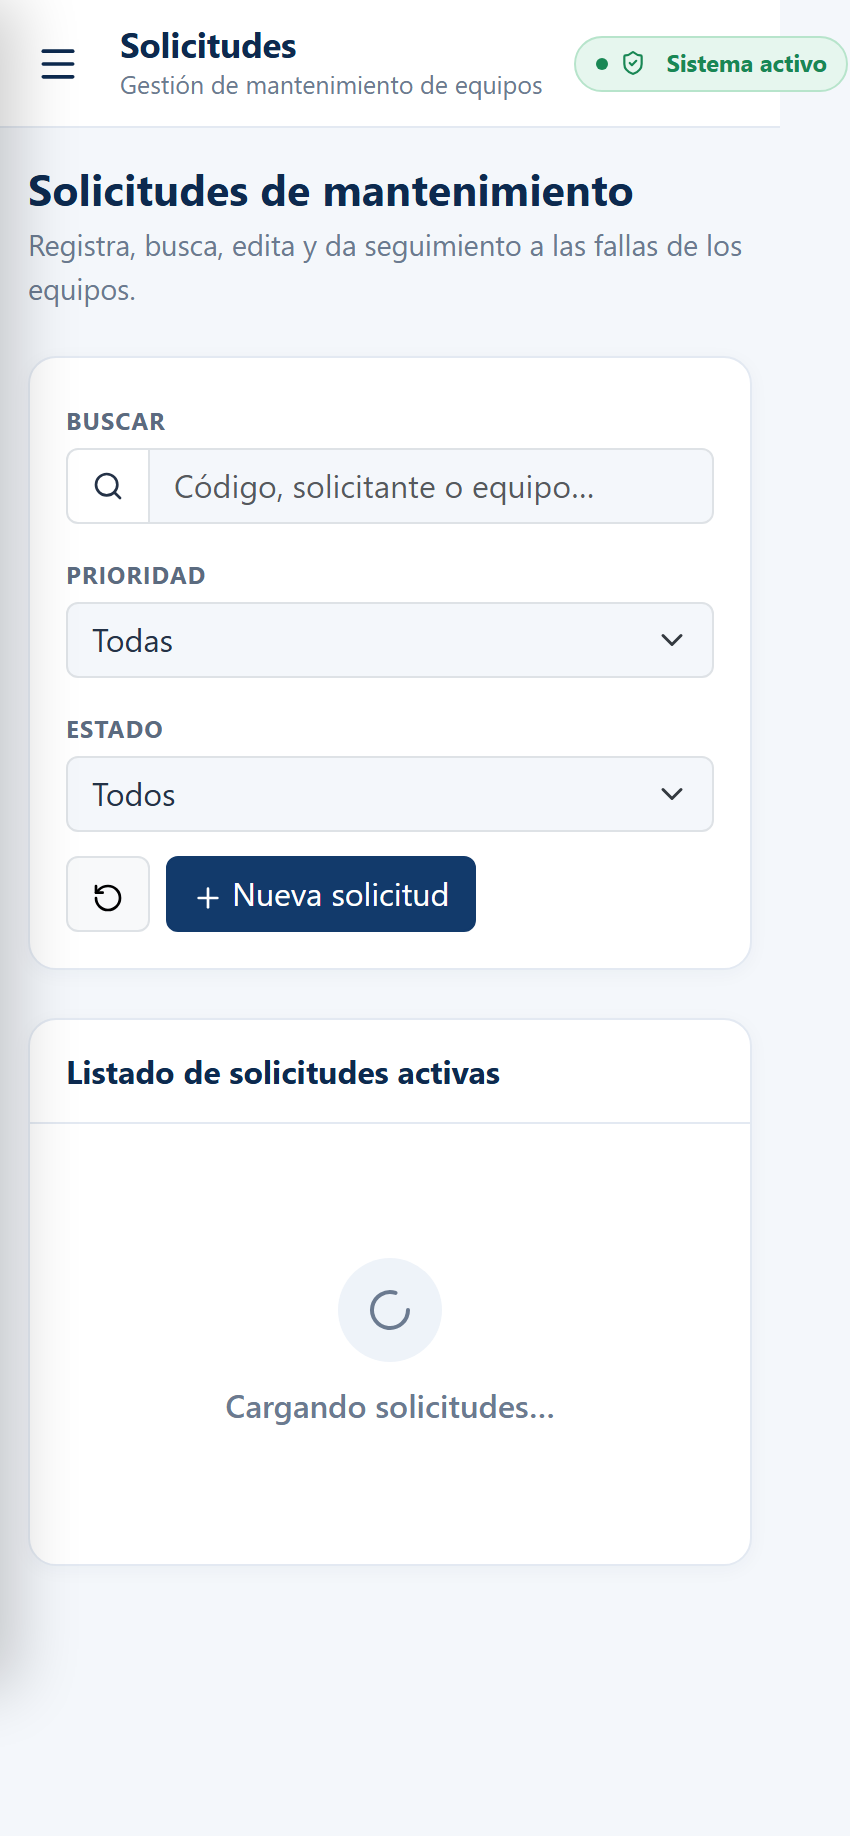 Solicitudes
Gestión de mantenimiento de equipos
Sistema activo
Solicitudes de mantenimiento
Registra, busca, edita y da seguimiento a las fallas de los
equipos.
BUSCAR
Código, solicitante o equipo...
PRIORIDAD
Todas
ESTADO
Todos
+ Nueva solicitud
Listado de solicitudes activas
Cargando solicitudes...